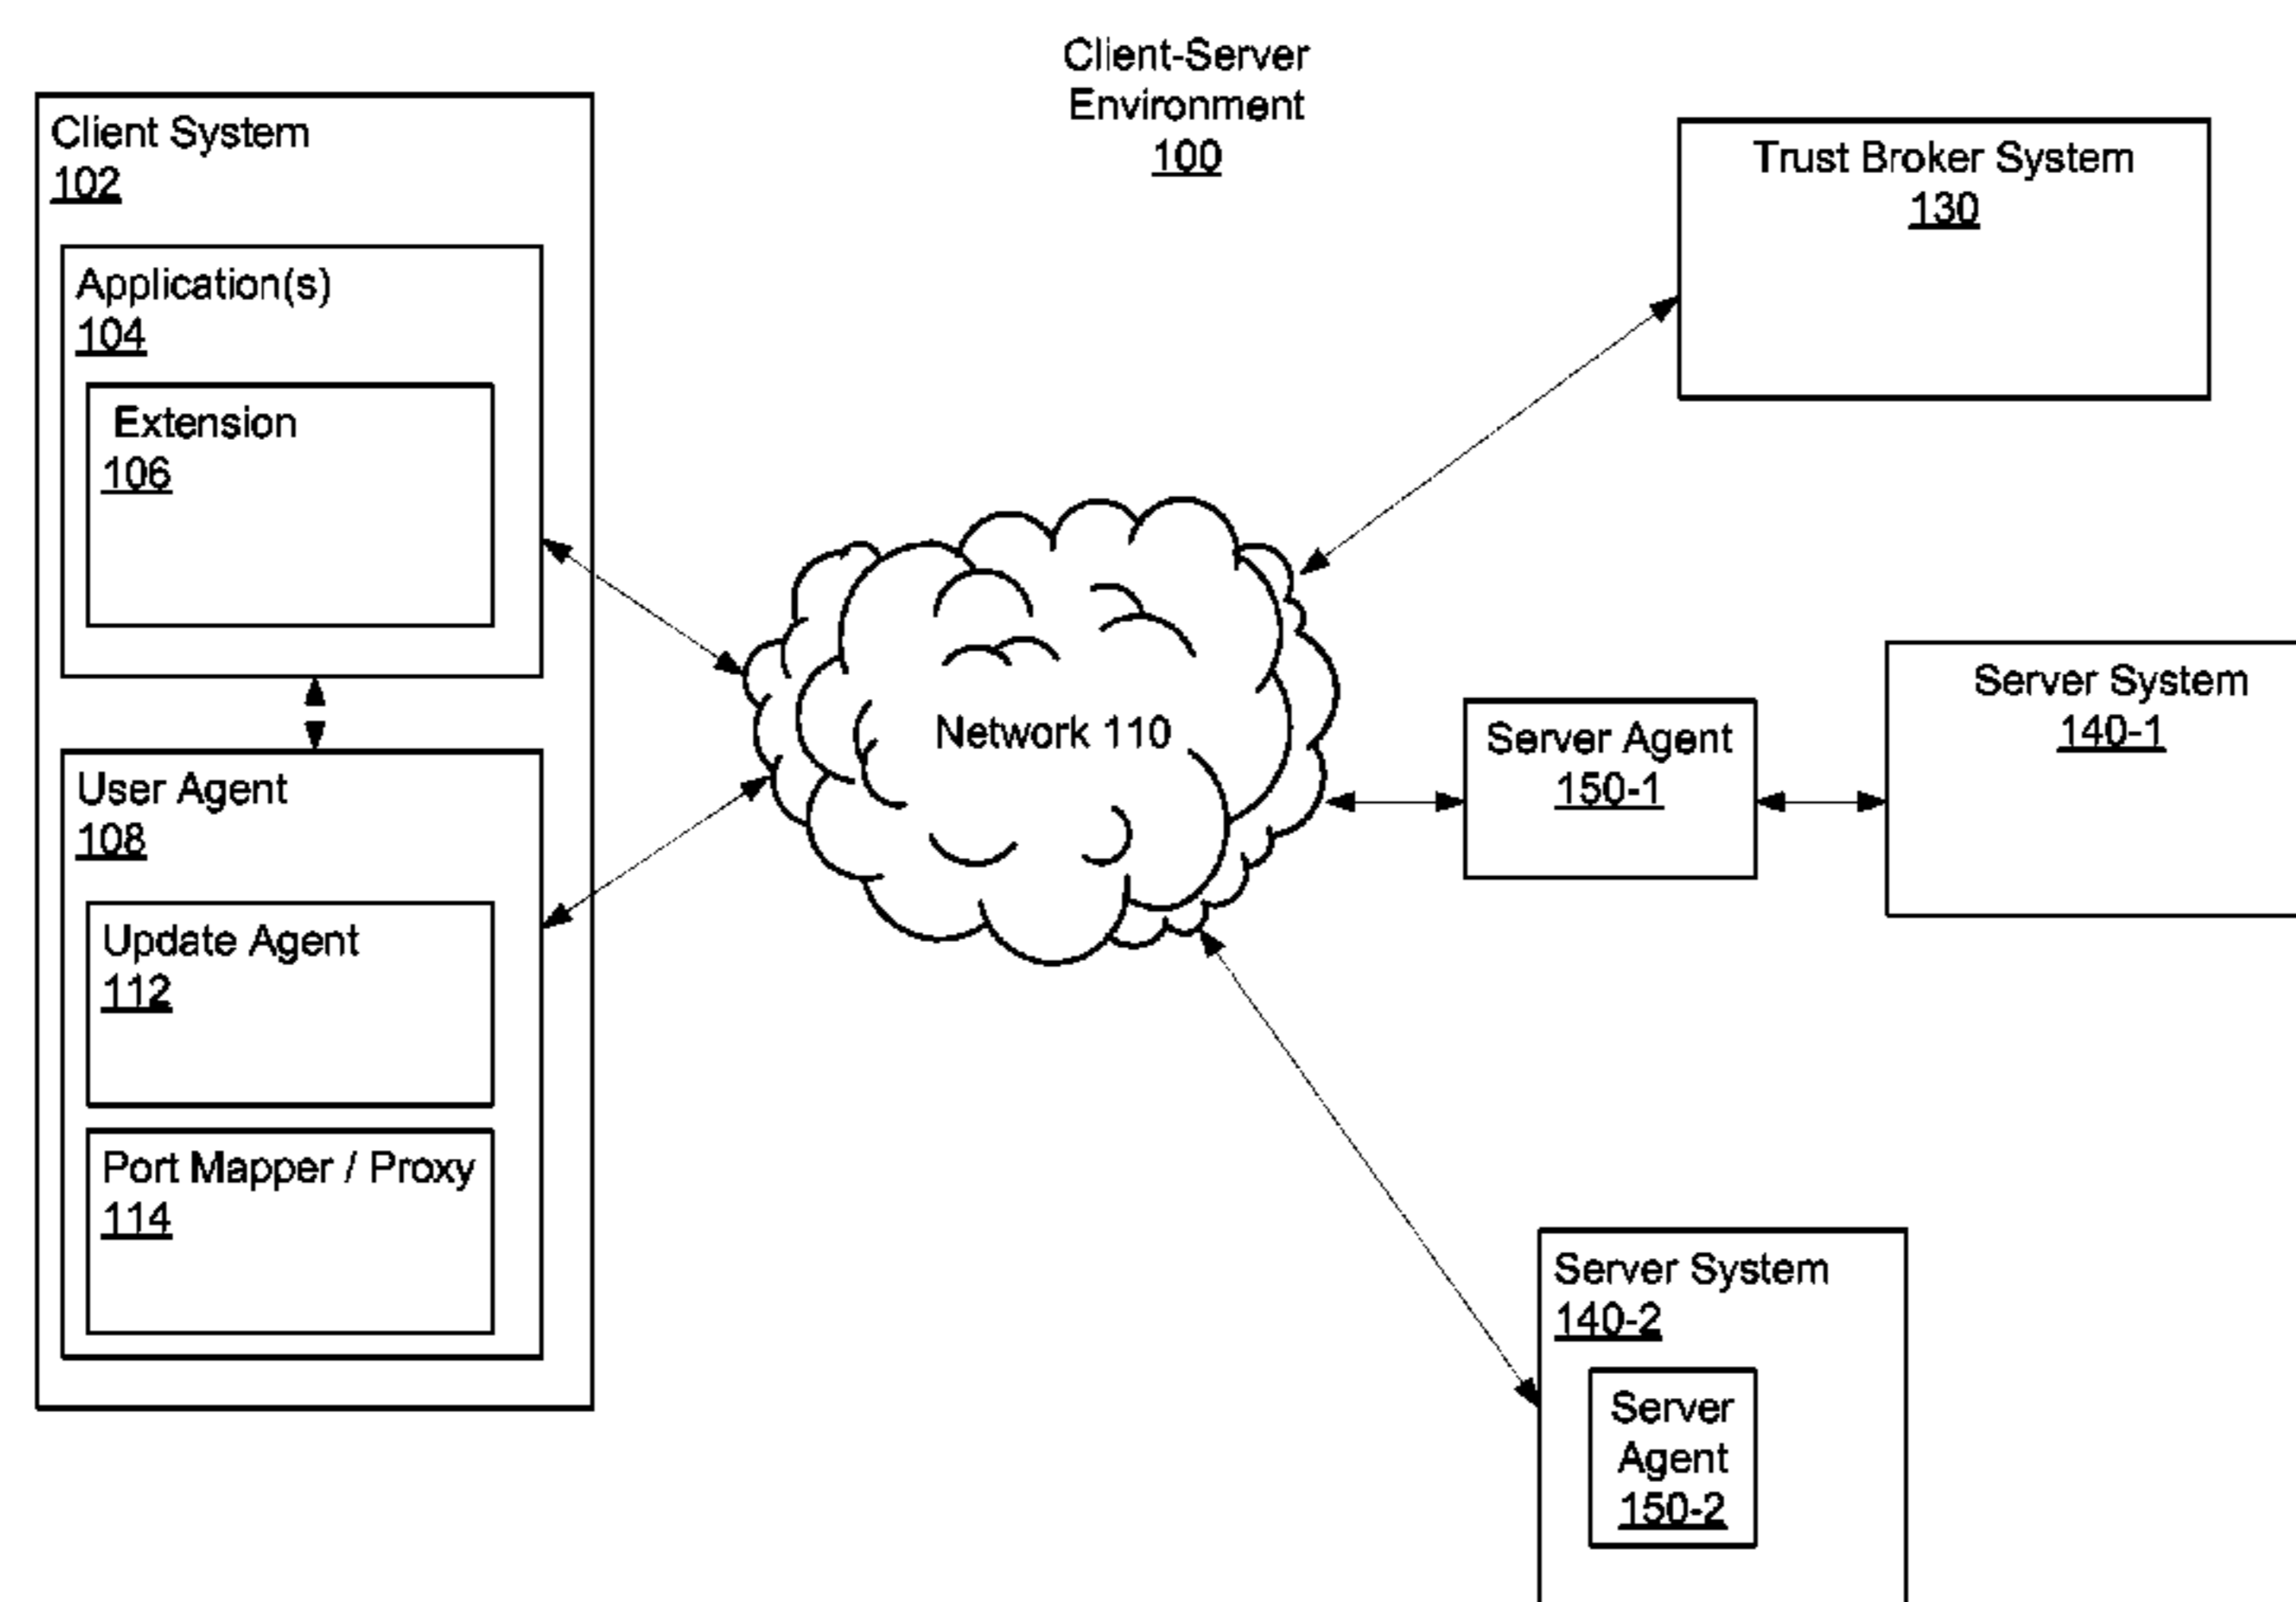 Client-Server
Environment
100
Client System
102
Application(s)
104
Extension
106
User Agent
108
Update Agent
112
Port Mapper / Proxy
114
Network 110
Trust Broker System
130
Server Agent
150-1
Server System
140-1
Server System
140-2
Server
Agent
150-2